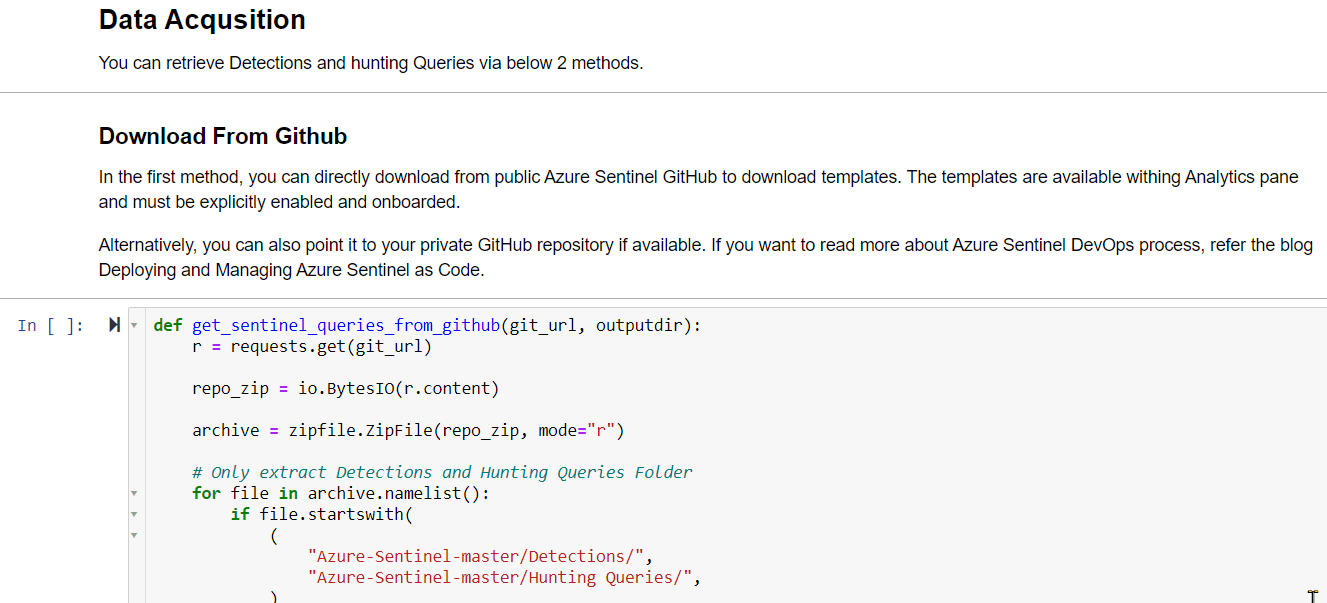 Data Acqusition
You can retrieve Detections and hunting Queries via below 2 methods.
Download From Github
In the first method, you can directly download from public Azure Sentinel GitHub to download templates. The templates are available withing Analytics pane
and must be explicitly enabled and onboarded.
Alternatively, you can also point it to your private GitHub repository if available. If you want to read more about Azure Sentinel DevOps process, refer the blog
Deploying and Managing Azure Sentinel as Code.
In [ ]: def get_sentinel_queries_from_github(git_url, outputdir):
    r = requests.get(git_url)
    repo_zip = io.BytesIO(r.content)
    archive = zipfile.ZipFile(repo_zip, mode="r")
    # Only extract Detections and Hunting Queries Folder
    for file in archive.namelist():
        if file.startswith(
            (
                "Azure-Sentinel-master/Detections/",
                "Azure-Sentinel-master/Hunting Queries/",
            )